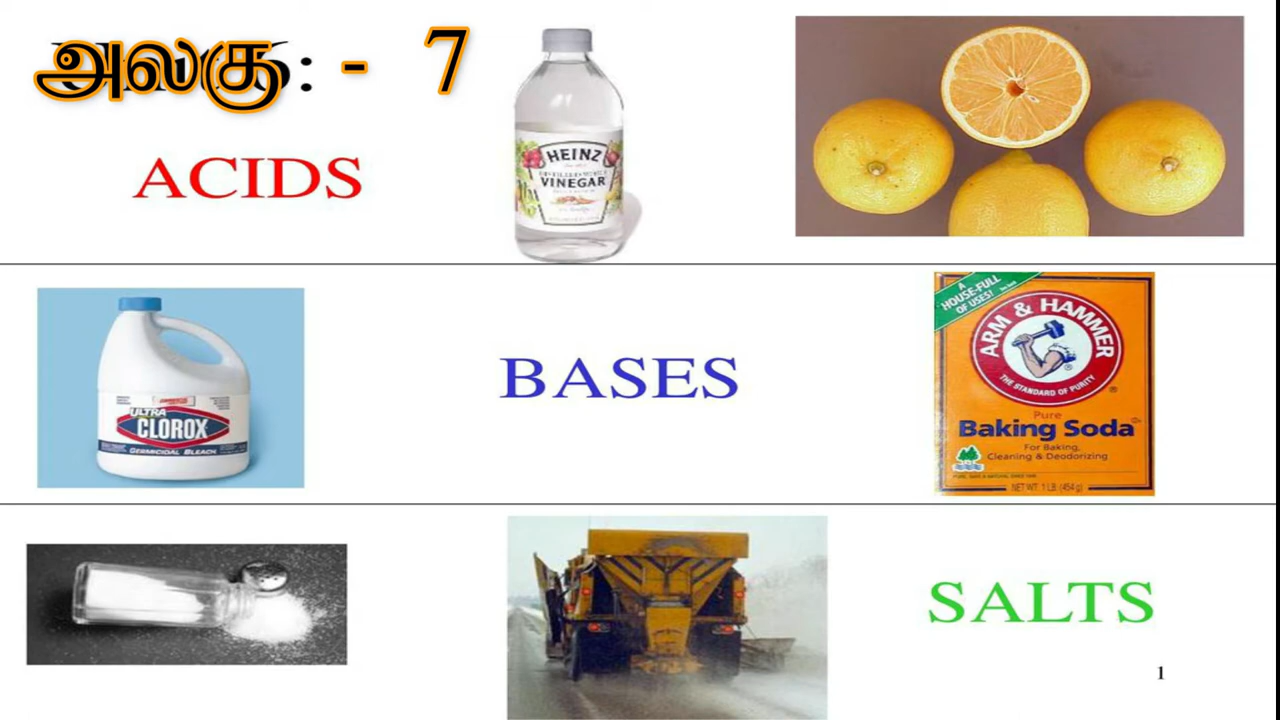 அலகு: - 7
ACIDS
HEINZ
VINEGAR
BASES
ULTRA
CLOROX
GERMICIDAL BLEACH
A
HOUSE-FULL
OF USES!
ARM & HAMMER
THE STANDARD OF PURITY
Pure
Baking Soda
For Baking,
Cleaning & Deodorizing
NET WT. 1 LB. (454 g)
SALTS
1